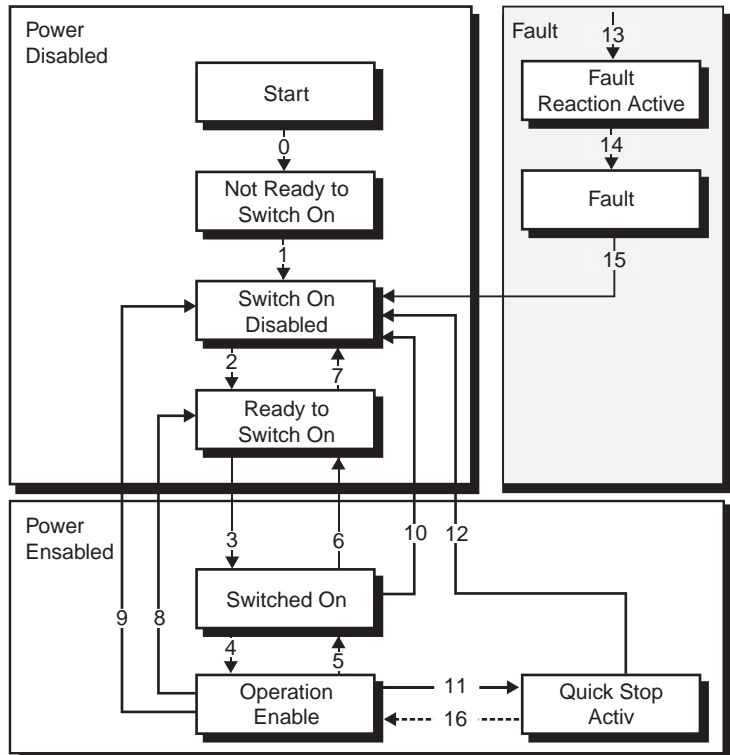 Power
Disabled
Start
0
Not Ready to
Switch On
1
Switch On
Disabled
2
7
Ready to
Switch On
Fault
13
Fault
Reaction Active
14
Fault
15
Power
Ensabled
3
6
10
12
9
8
Switched On
4
5
Operation
Enable
11
16
Quick Stop
Activ